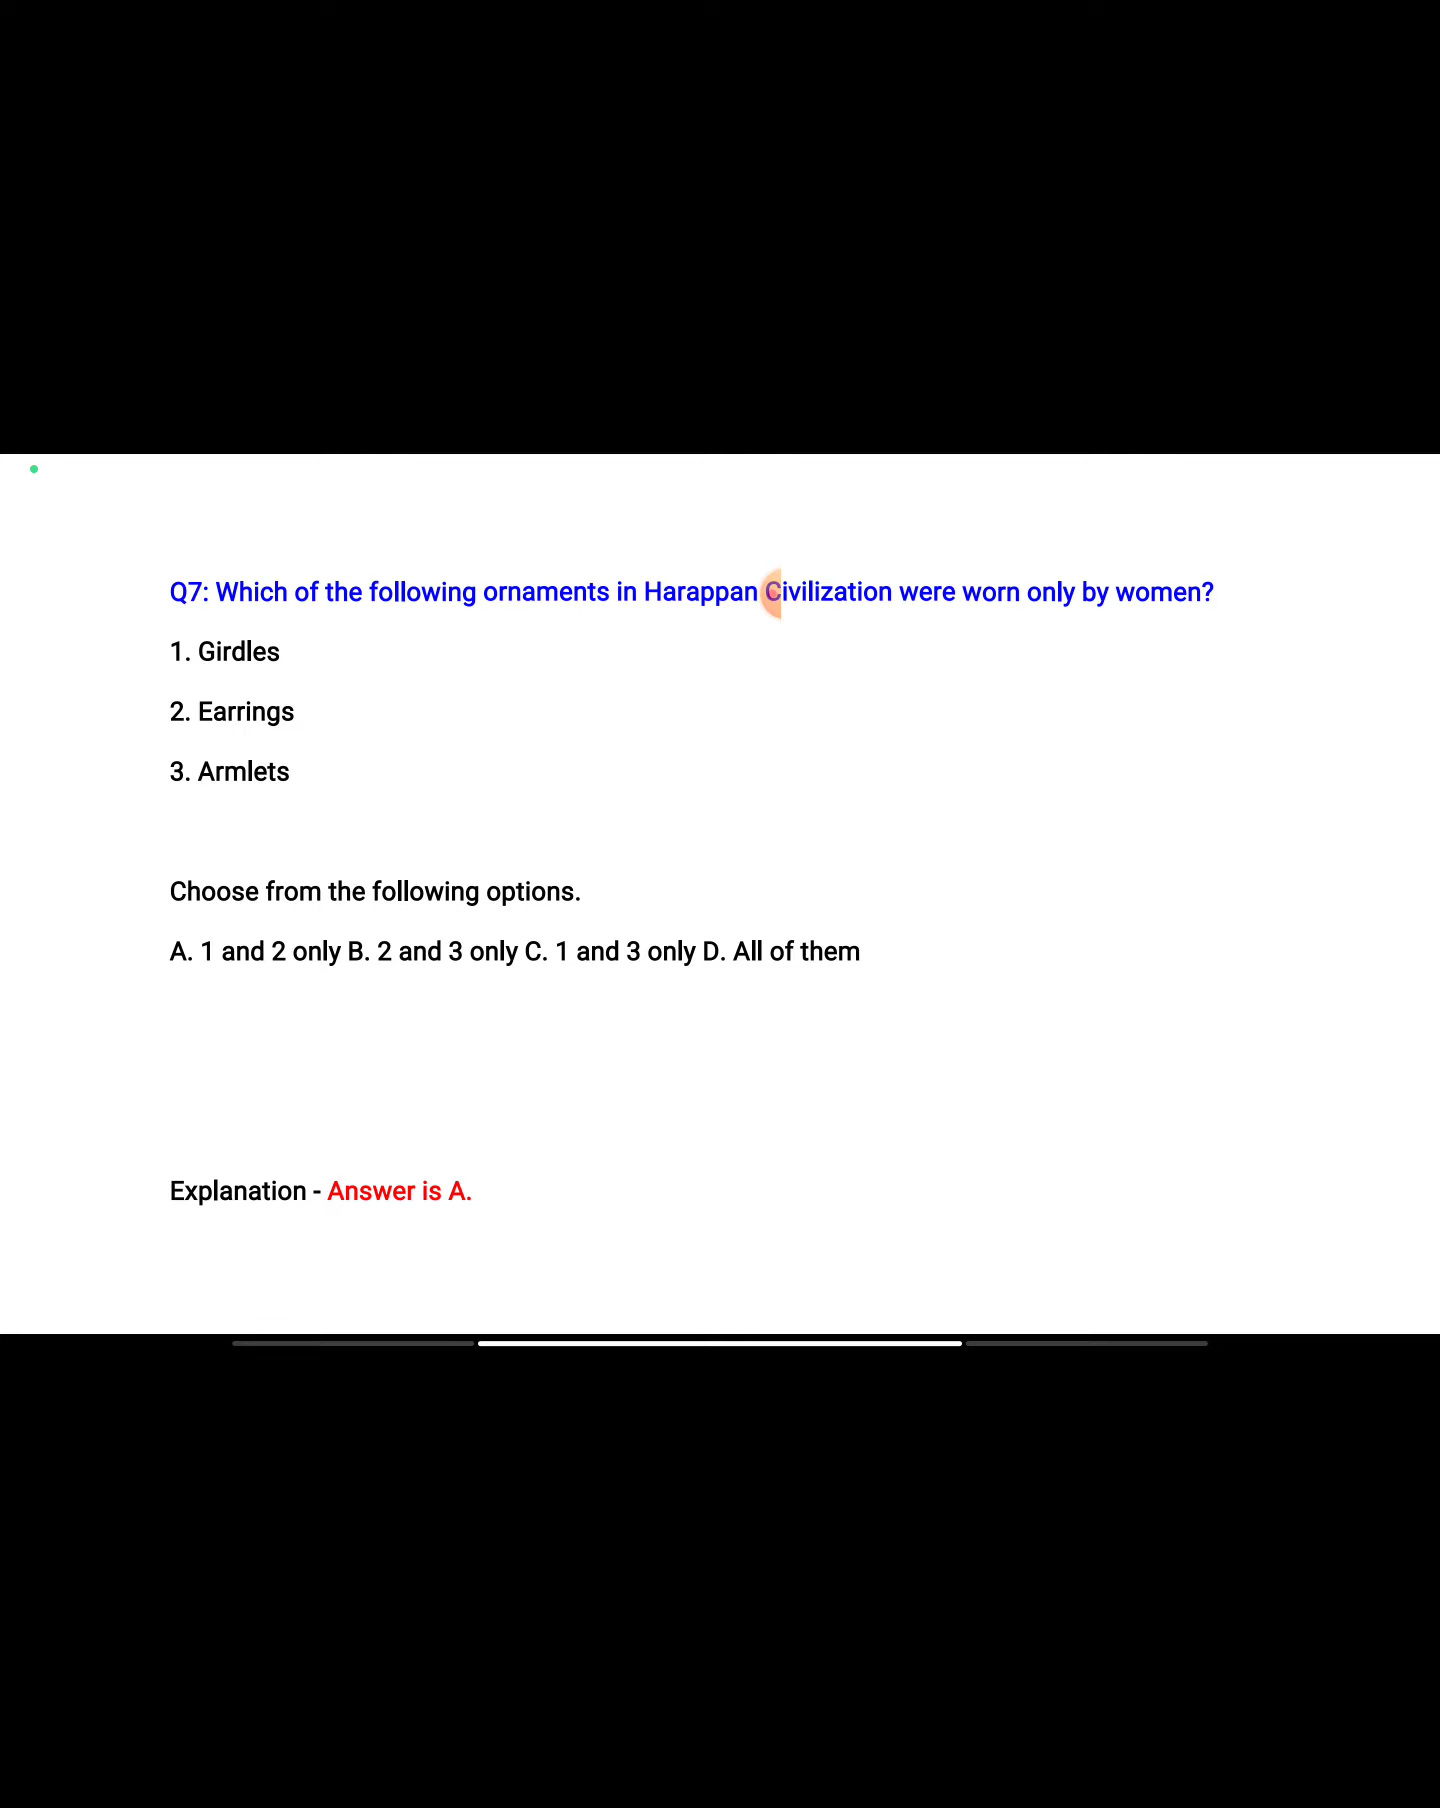 Q7: Which of the following ornaments in Harappan Civilization were worn only by women?
1. Girdles
2. Earrings
3. Armlets
Choose from the following options.
A. 1 and 2 only B. 2 and 3 only C. 1 and 3 only D. All of them
Explanation - Answer is A.